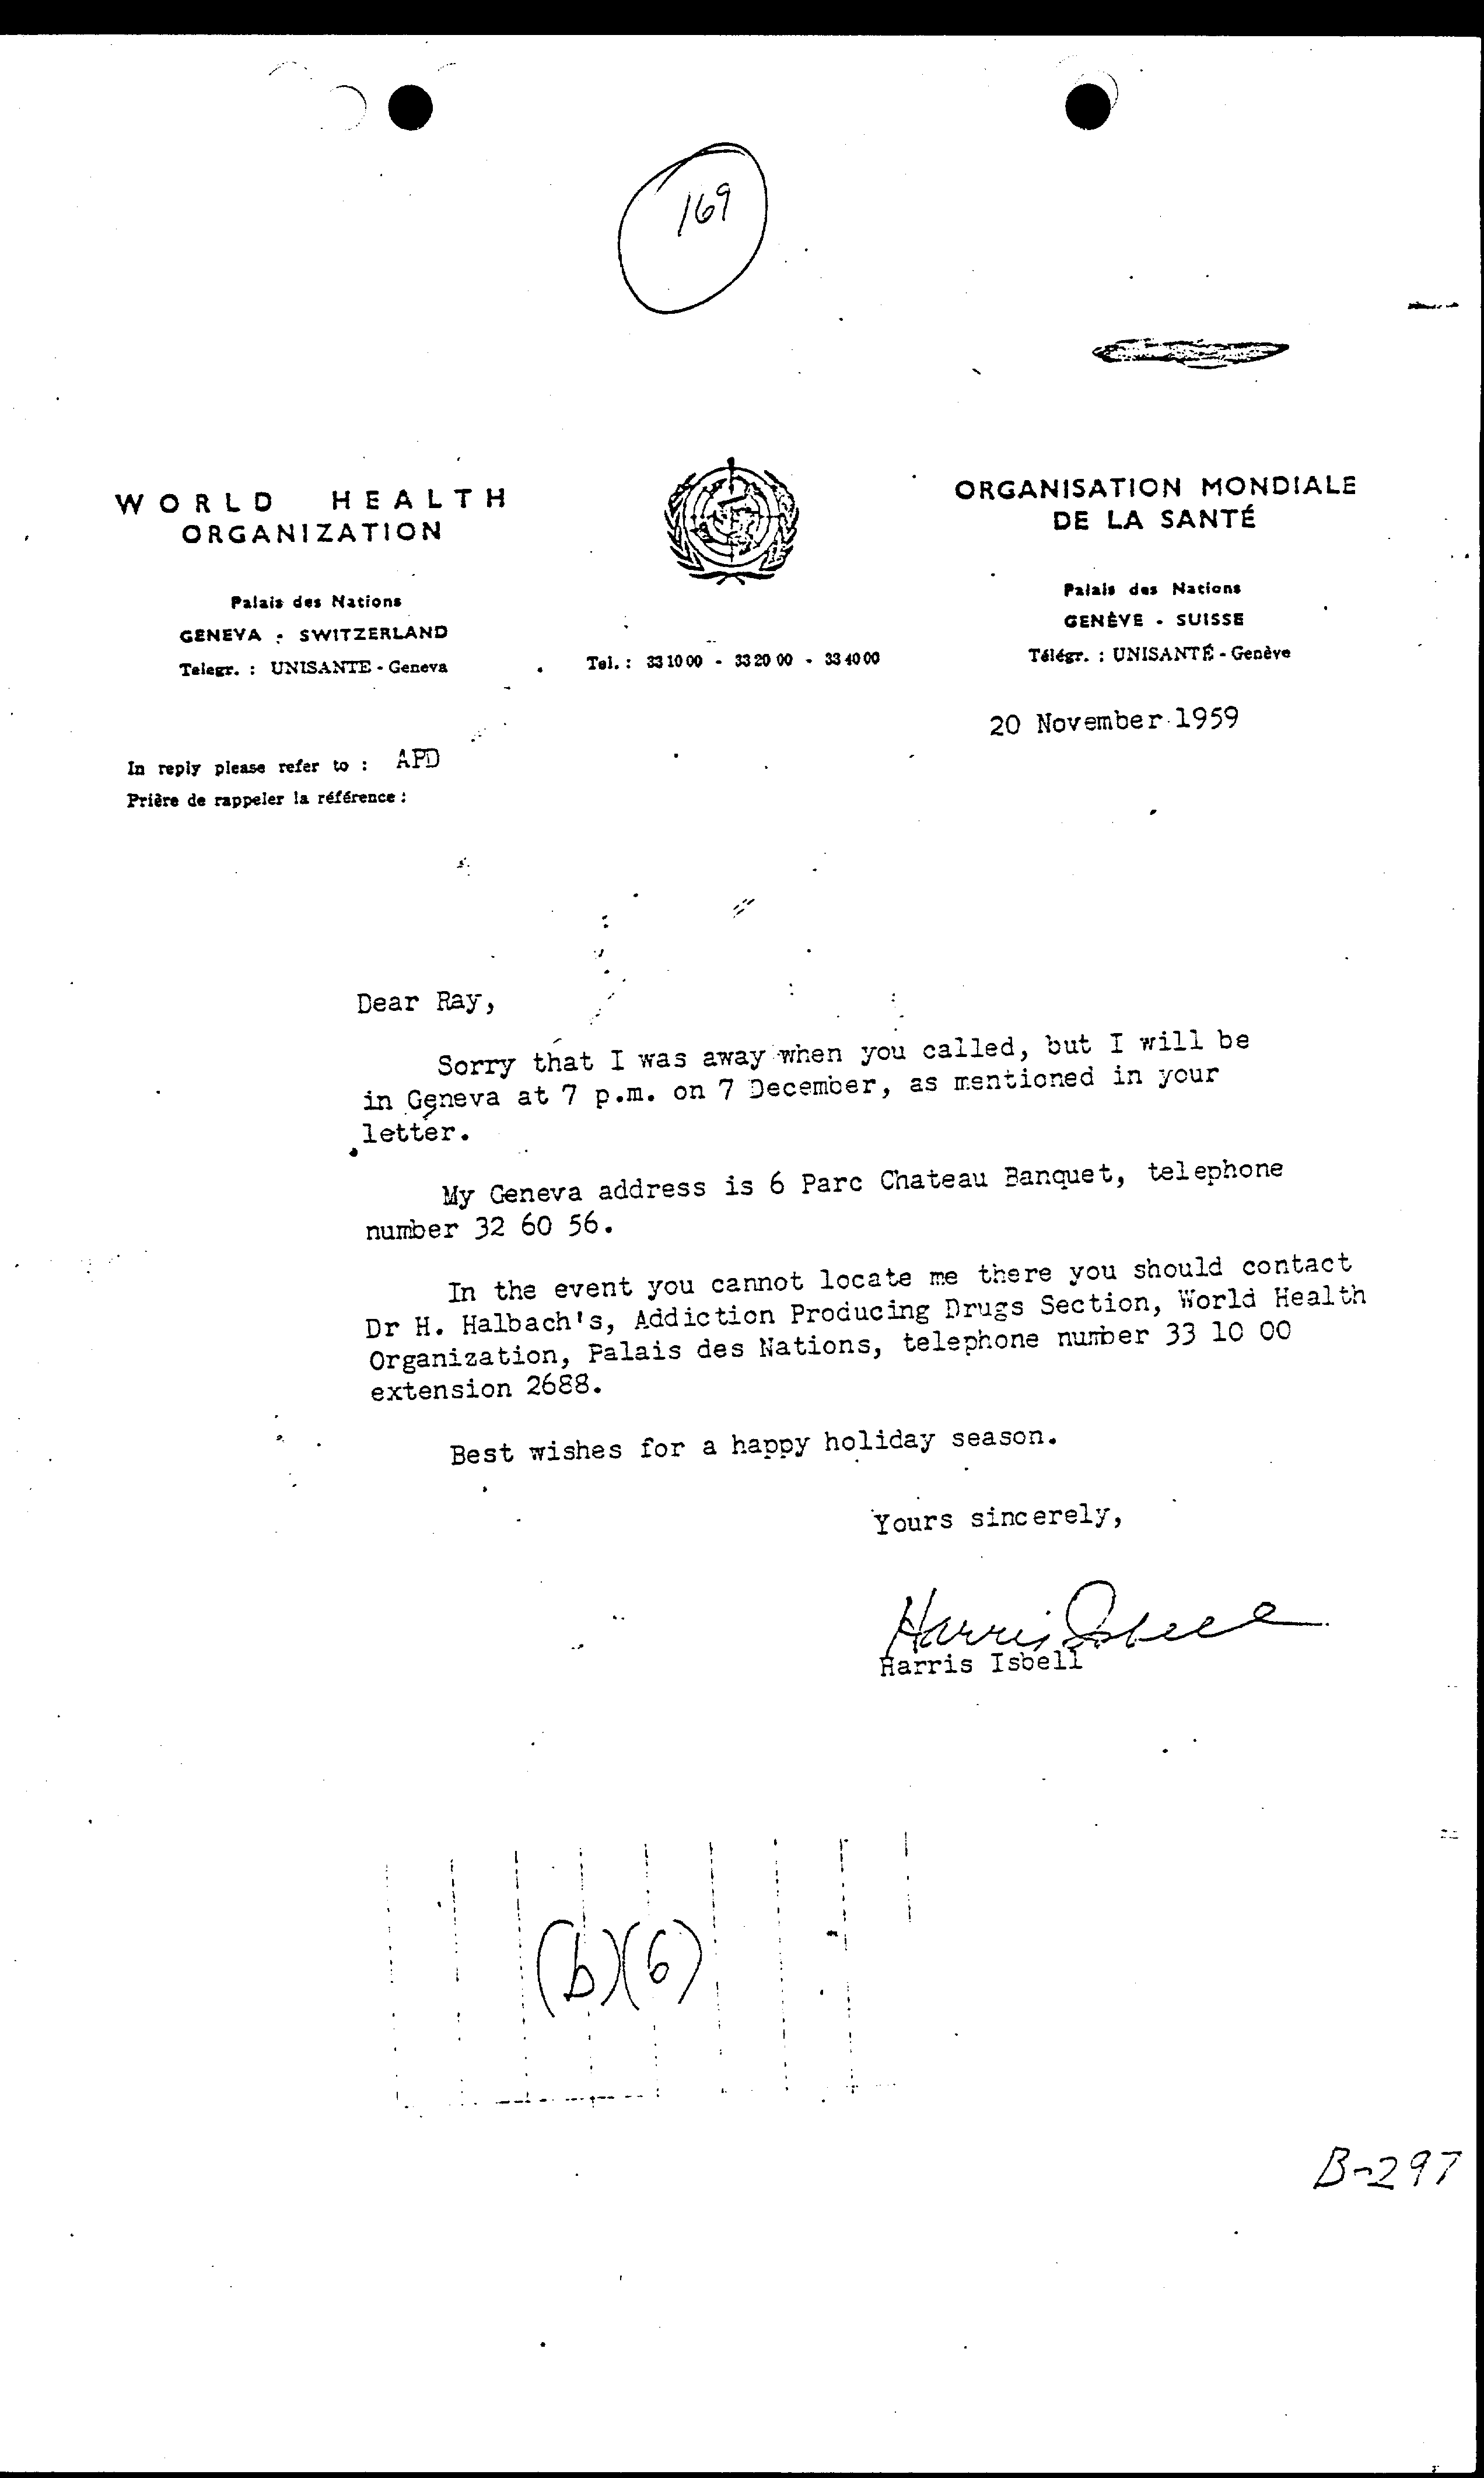 169
WORLD HEALTH
ORGANIZATION
Palais des Nations
GENEVA - SWITZERLAND
Telegr. : UNISANTE - Geneva
Tel. : 33 10 00 - 33 20 00 - 33 40 00
ORGANISATION MONDIALE
DE LA SANTÉ
Palais des Nations
GENÈVE - SUISSE
Télégr. : UNISANTÉ - Genève
20 November 1959
In reply please refer to : APD
Prière de rappeler la référence :
Dear Ray,
Sorry that I was away when you called, but I will be
in Geneva at 7 p.m. on 7 December, as mentioned in your
letter.
My Geneva address is 6 Parc Chateau Banquet, telephone
number 32 60 56.
In the event you cannot locate me there you should contact
Dr H. Halbach's, Addiction Producing Drugs Section, World Health
Organization, Palais des Nations, telephone number 33 10 00
extension 2688.
Best wishes for a happy holiday season.
Yours sincerely,
Harris Isbell
Harris Isbell
(b)(6)
B-297